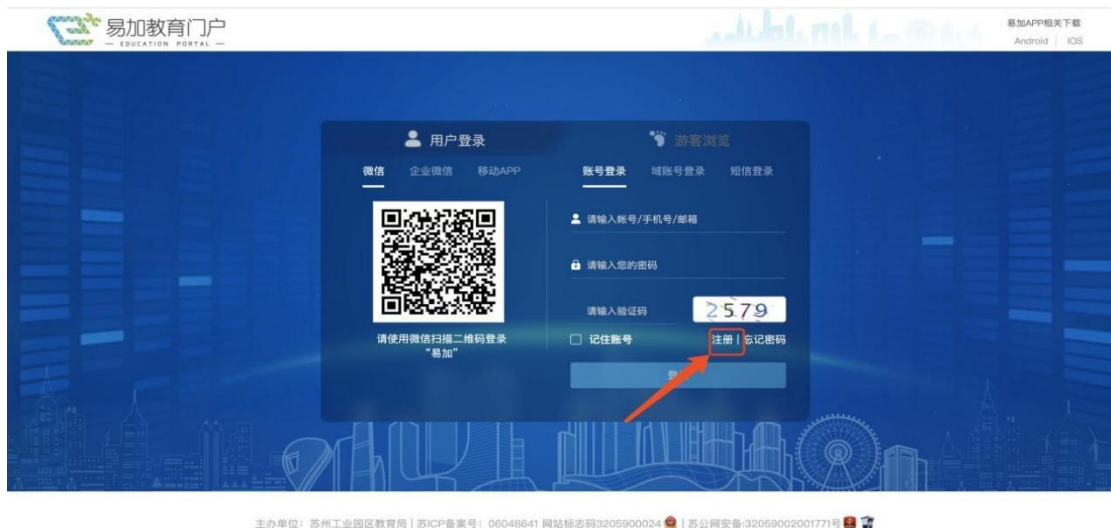 易加教育门户
— EDUCATION PORTAL —
易加APP相关下载
Android | IOS
用户登录
游客浏览
微信 企业微信 移动APP
账号登录 域账号登录 短信登录
请输入帐号/手机号/邮箱
请输入您的密码
请输入验证码
2579
请使用微信扫描二维码登录
“易加”
记住账号
注册 | 忘记密码
主办单位：苏州工业园区教育局 | 苏ICP备案号：06048641 网站标志码3205900024 | 苏公网安备:32059002001771号